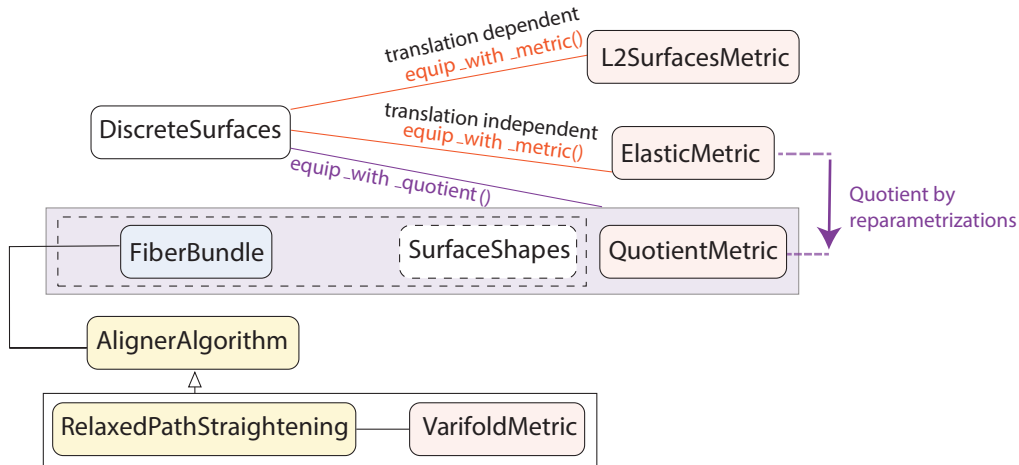 translation dependent
equip_with_metric()
L2SurfacesMetric
DiscreteSurfaces
translation independent
equip_with_metric()
ElasticMetric
equip_with_quotient()
Quotient by
reparametrizations
FiberBundle
SurfaceShapes
QuotientMetric
AlignerAlgorithm
RelaxedPathStraightening
VarifoldMetric